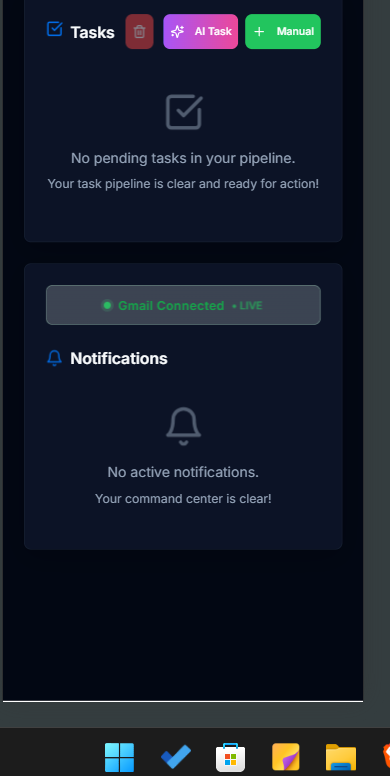 Tasks
AI Task
Manual
No pending tasks in your pipeline.
Your task pipeline is clear and ready for action!
Gmail Connected • LIVE
Notifications
No active notifications.
Your command center is clear!